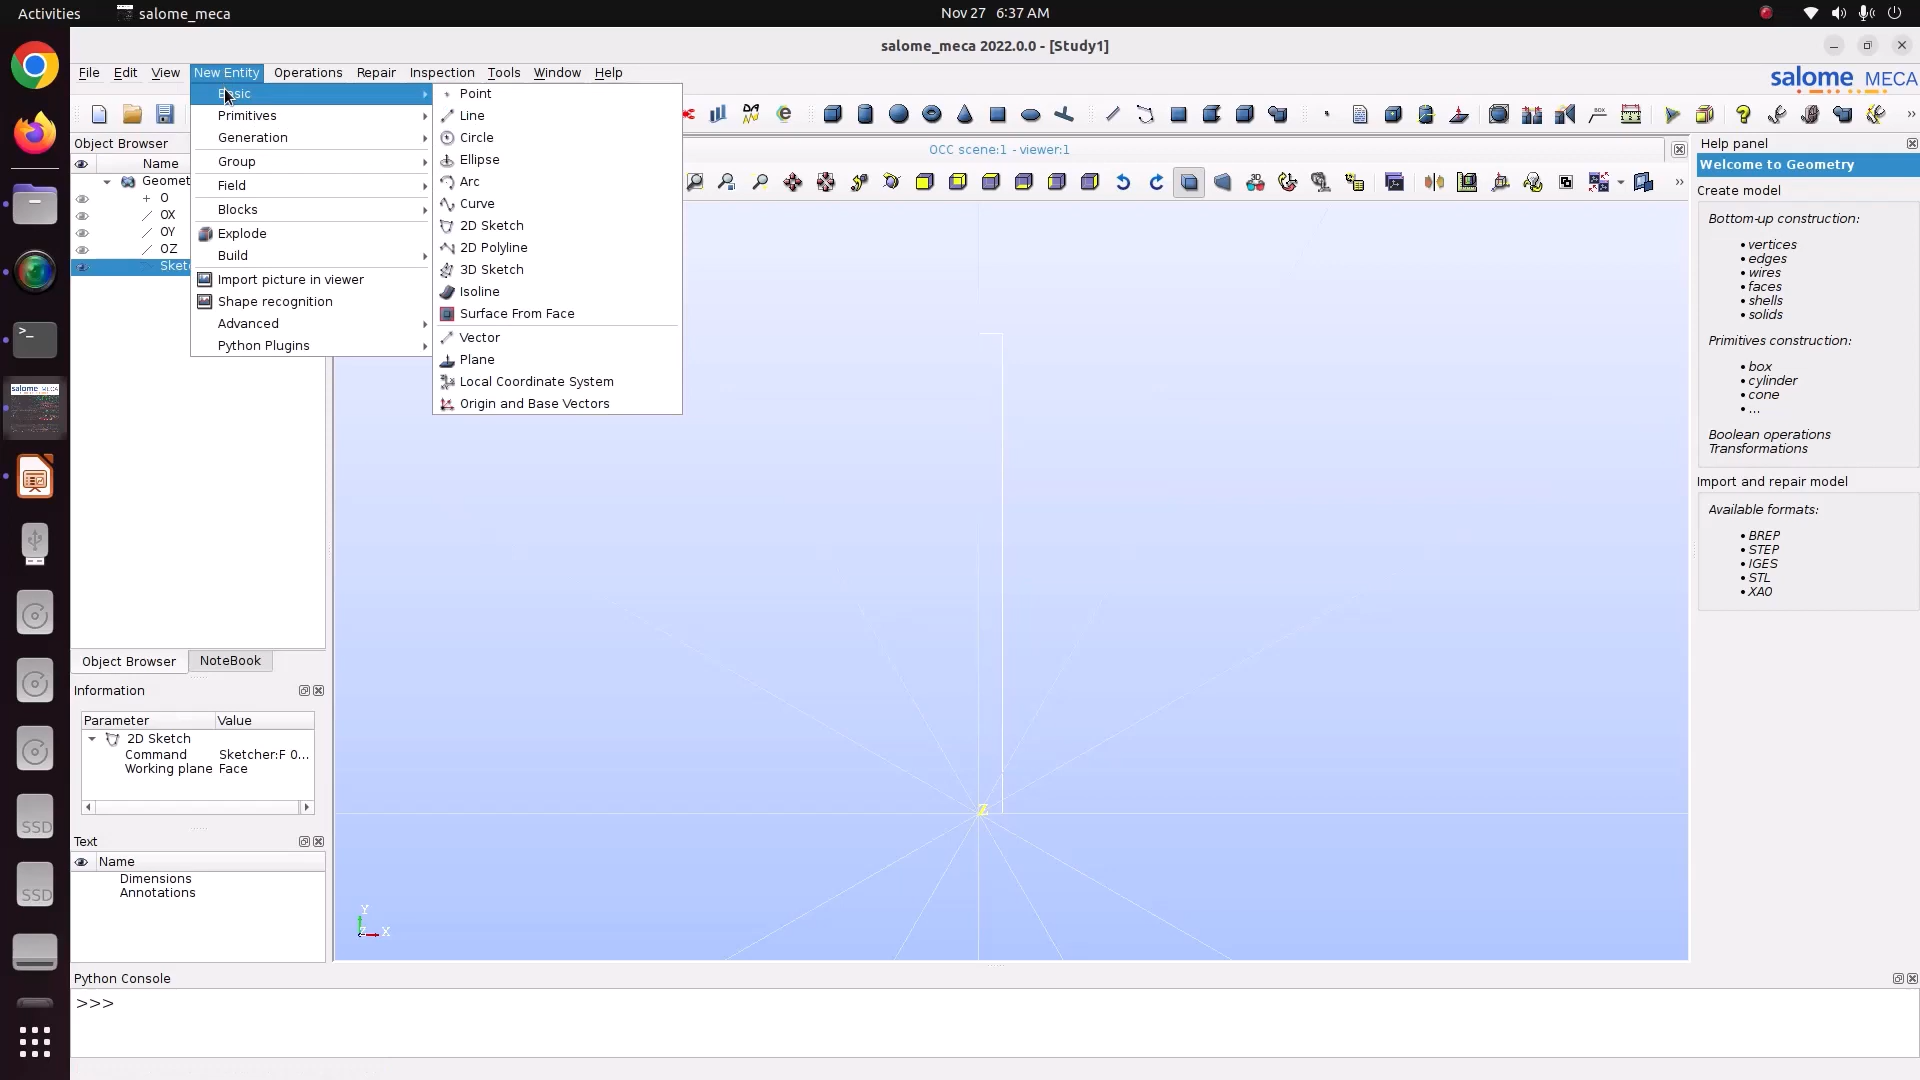 Activities
salome_meca
Nov 27 6:37 AM
salome_meca 2022.0.0 - [Study1]
File Edit View New Entity Operations Repair Inspection Tools Window Help
salome MECA
Basic
Primitives
Generation
Group
Field
Blocks
Explode
Build
Import picture in viewer
Shape recognition
Advanced
Python Plugins
Point
Line
Circle
Ellipse
Arc
Curve
2D Sketch
2D Polyline
3D Sketch
Isoline
Surface From Face
Vector
Plane
Local Coordinate System
Origin and Base Vectors
Object Browser
Name
O
OX
OY
OZ
OCC scene:1 - viewer:1
Z
Y
Z X
Object Browser NoteBook
Information
Parameter Value
2D Sketch
Command Sketcher:F 0...
Working plane Face
Text
Name
Dimensions
Annotations
Python Console
>>>
Help panel
Welcome to Geometry
Create model
Bottom-up construction:
• vertices
• edges
• wires
• faces
• shells
• solids
Primitives construction:
• box
• cylinder
• cone
• ...
Boolean operations
Transformations
Import and repair model
Available formats:
• BREP
• STEP
• IGES
• STL
• XAO
SSD
SSD